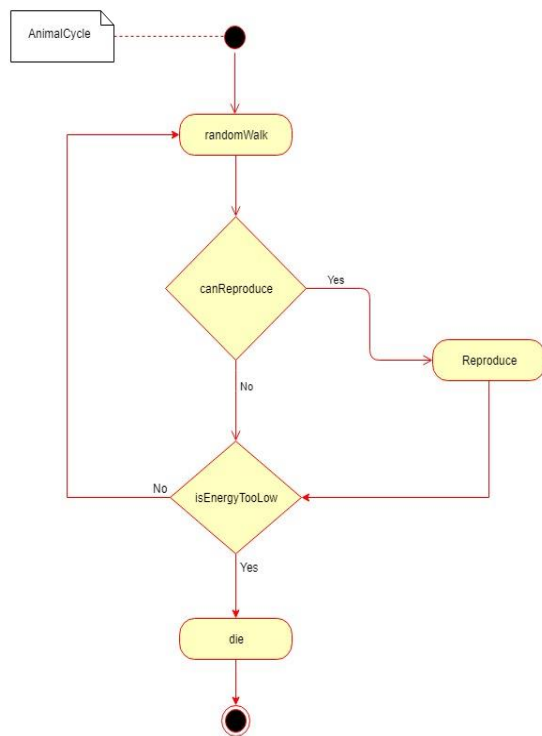 AnimalCycle
randomWalk
canReproduce
Yes
Reproduce
No
No
isEnergyTooLow
Yes
die